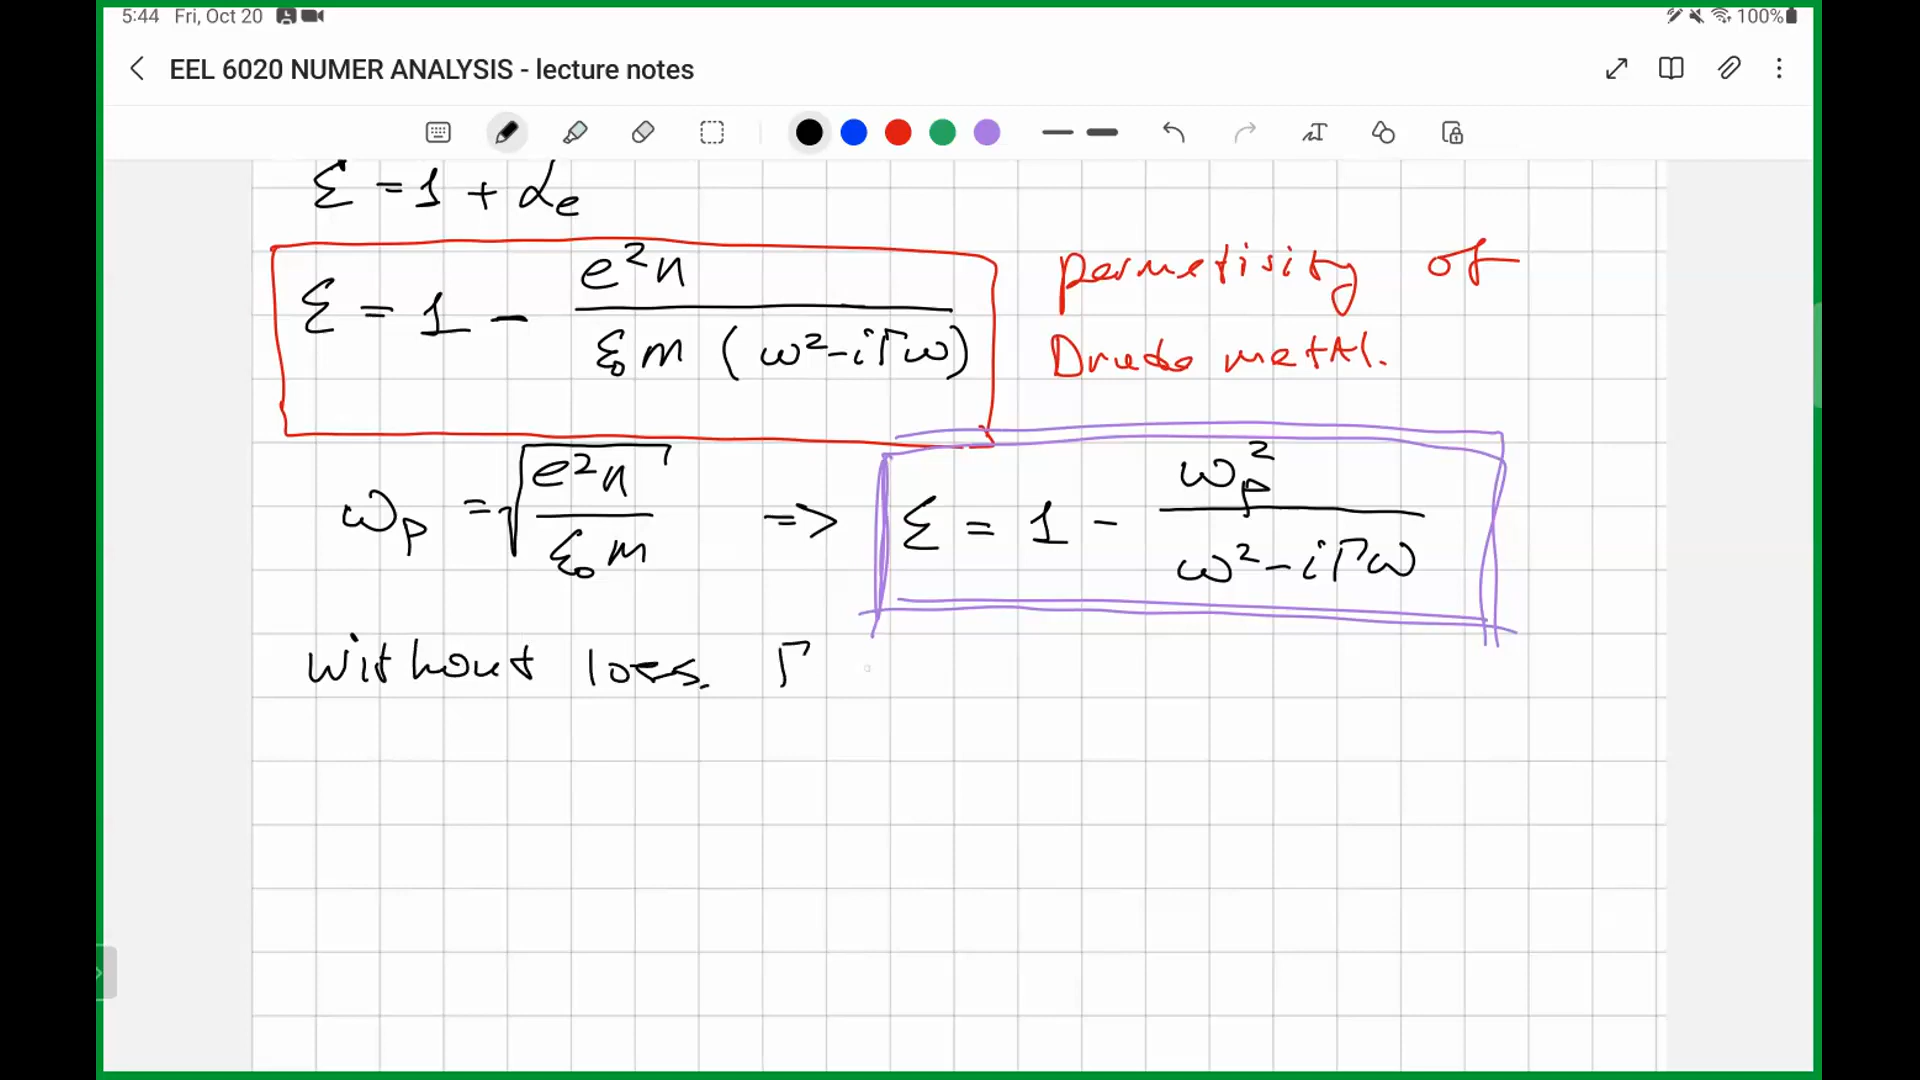 5:44 Fri, Oct 20 100%
EEL 6020 NUMER ANALYSIS - lecture notes
ε = 1 + αe
ε = 1 - e²n / ε₀m (ω²-iΓω)
permetisity of
Drude metal.
ωp = √(e²n / ε₀m) => ε = 1 - ωp² / ω²-iΓω
without loss. Γ